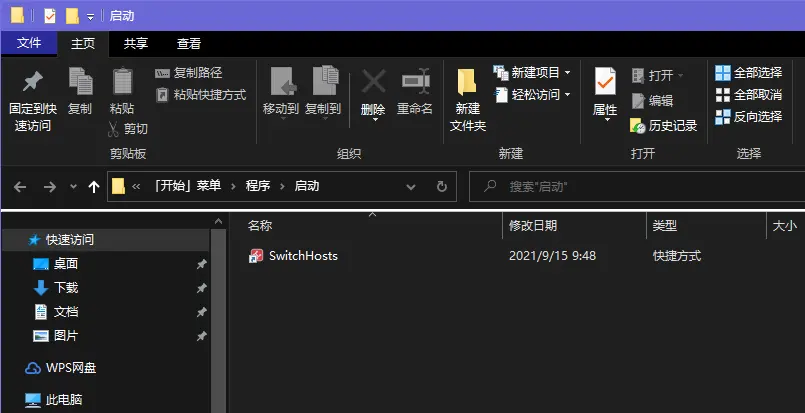 启动
文件 主页 共享 查看
固定到快速访问
复制
粘贴
复制路径
粘贴快捷方式
剪切
剪贴板
移动到
复制到
删除
重命名
组织
新建
文件夹
新建项目
轻松访问
新建
属性
打开
编辑
历史记录
打开
全部选择
全部取消
反向选择
选择
« 「开始」菜单 › 程序 › 启动
搜索"启动"
名称 修改日期 类型 大小
SwitchHosts 2021/9/15 9:48 快捷方式
快速访问
桌面
下载
文档
图片
WPS网盘
此电脑